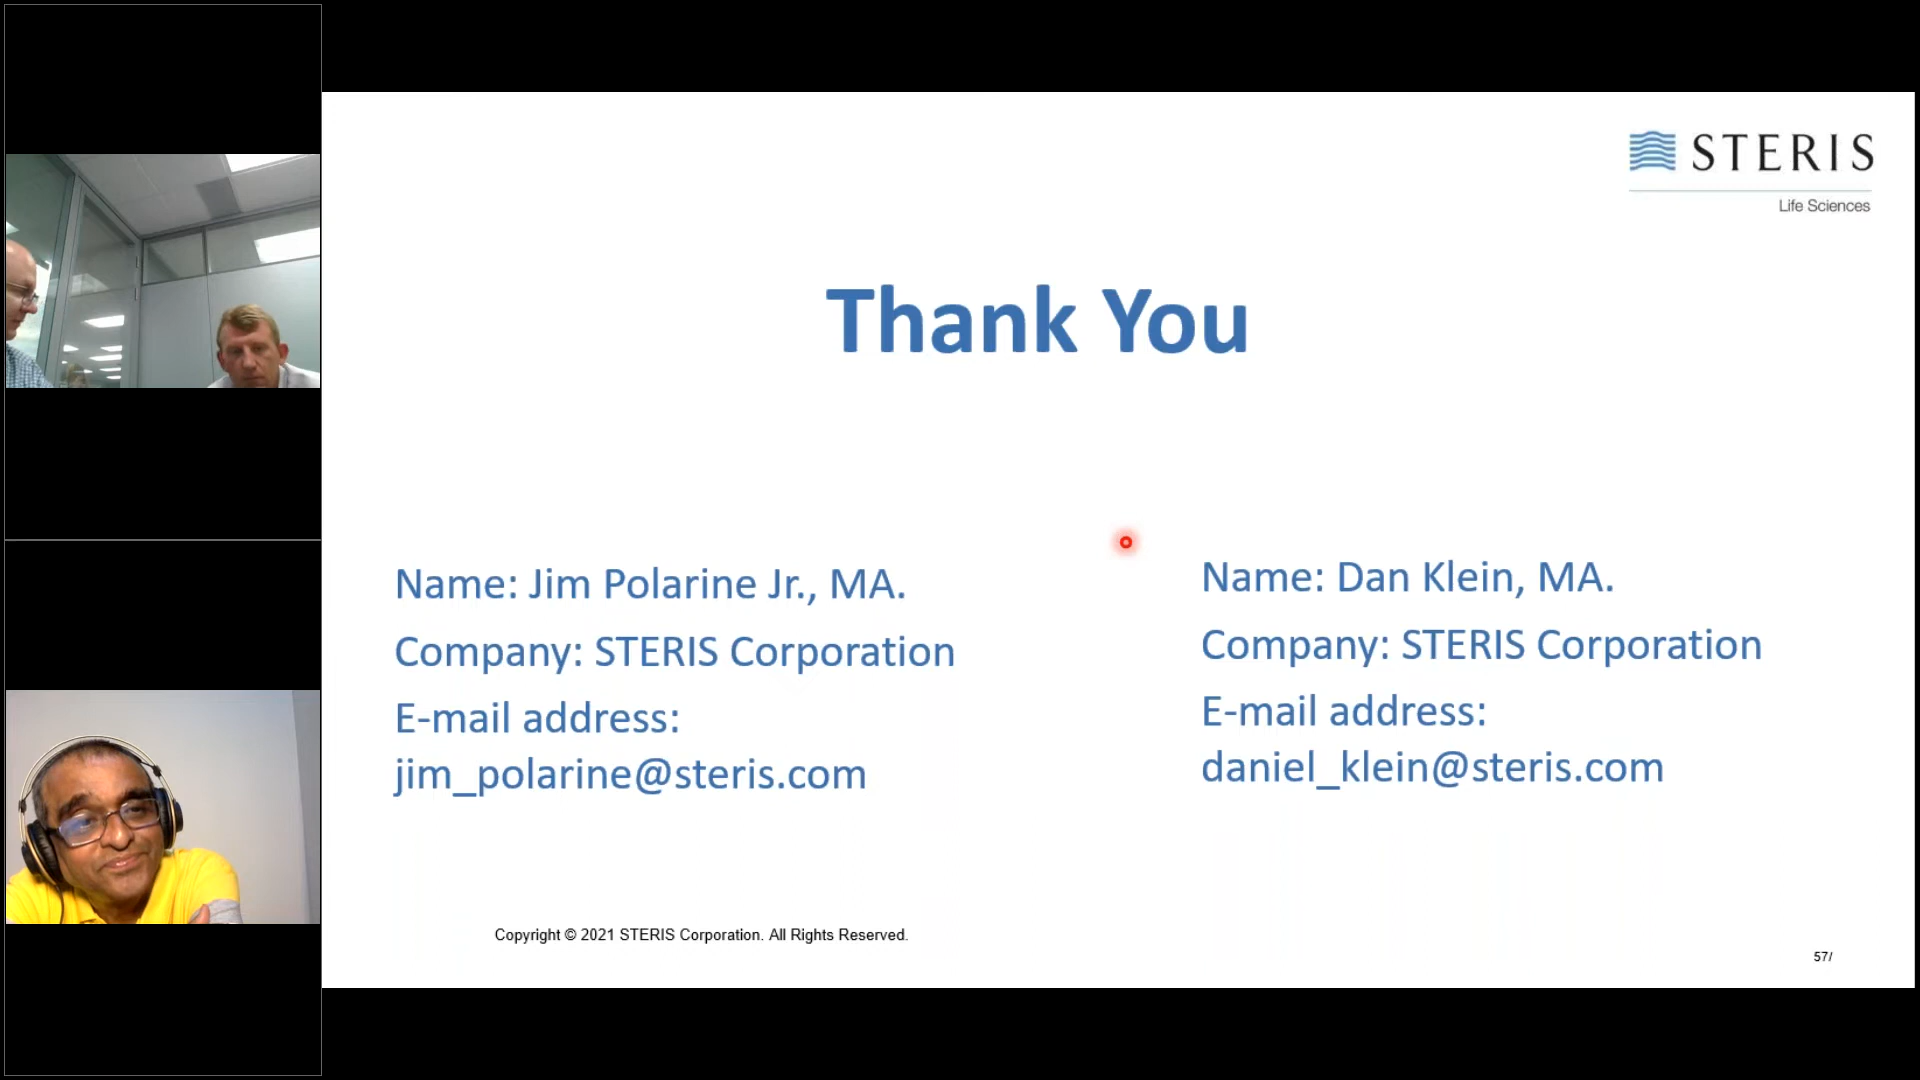 STERIS
Life Sciences
Thank You
Name: Jim Polarine Jr., MA.
Company: STERIS Corporation
E-mail address:
jim_polarine@steris.com
Name: Dan Klein, MA.
Company: STERIS Corporation
E-mail address:
daniel_klein@steris.com
Copyright © 2021 STERIS Corporation. All Rights Reserved.
57/